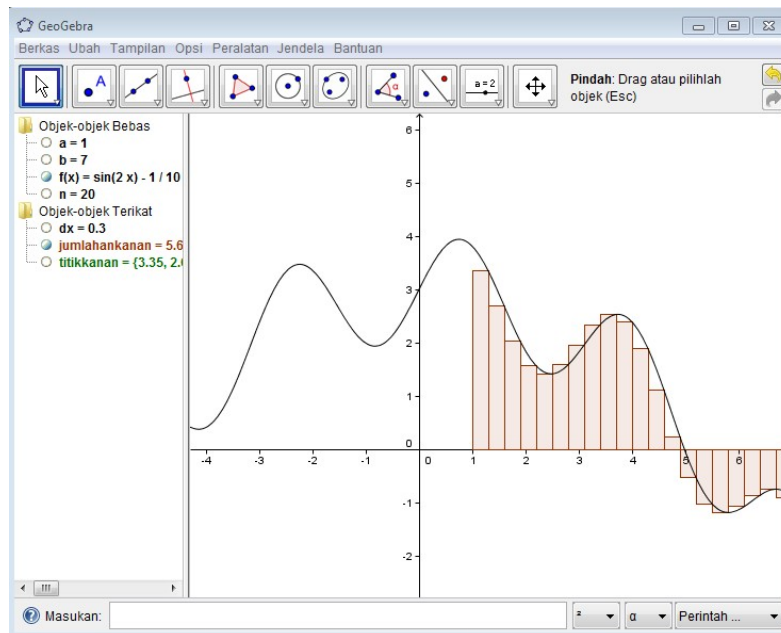 GeoGebra
Berkas Ubah Tampilan Opsi Peralatan Jendela Bantuan
A
α
a = 2
Pindah: Drag atau pilihlah
objek (Esc)
Objek-objek Bebas
a = 1
b = 7
f(x) = sin(2 x) - 1 / 10
n = 20
Objek-objek Terikat
dx = 0.3
jumlahankanan = 5.6
titikkanan = {3.35, 2.
6
5
4
3
2
1
0
-4 -3 -2 -1 0 1 2 3 4 5 6
-1
-2
Masukan:
²
α
Perintah ...